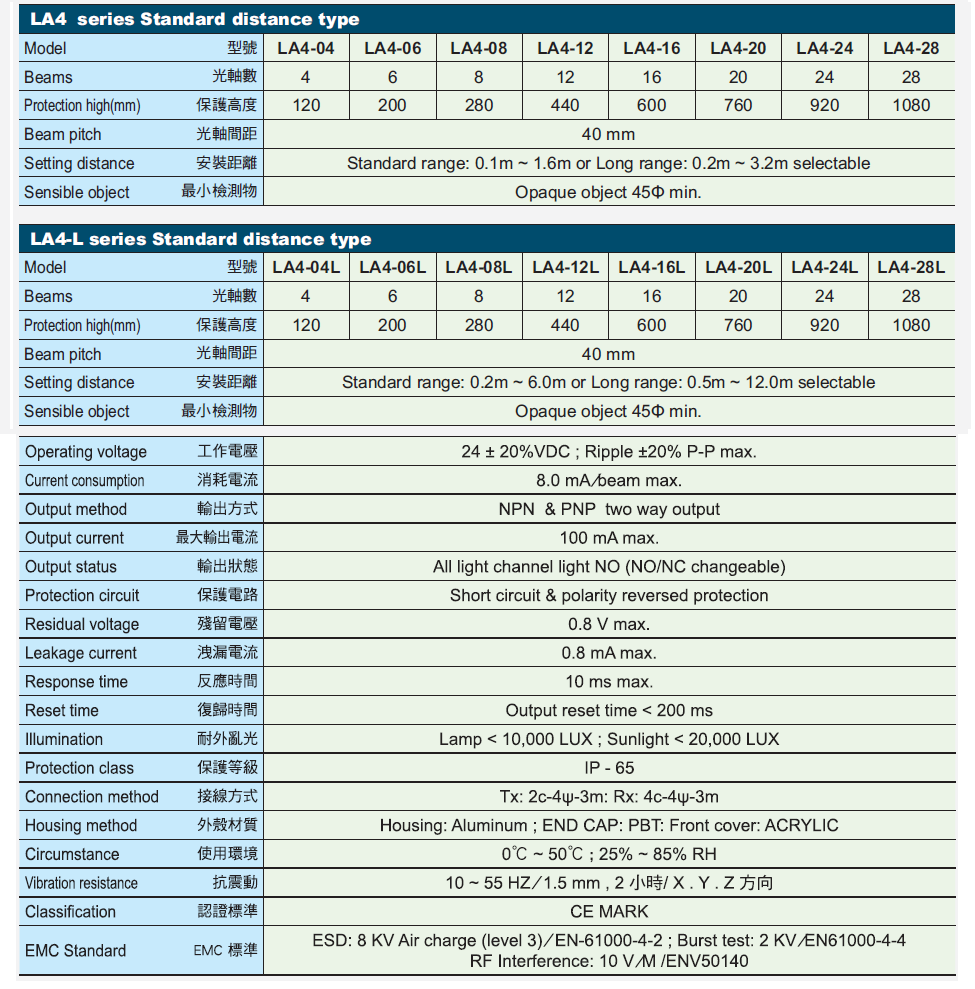 LA4 series Standard distance type
Model 型號 LA4-04 LA4-06 LA4-08 LA4-12 LA4-16 LA4-20 LA4-24 LA4-28
Beams 光軸數 4 6 8 12 16 20 24 28
Protection high(mm) 保護高度 120 200 280 440 600 760 920 1080
Beam pitch 光軸間距 40 mm
Setting distance 安裝距離 Standard range: 0.1m ~ 1.6m or Long range: 0.2m ~ 3.2m selectable
Sensible object 最小檢測物 Opaque object 45Φ min.
LA4-L series Standard distance type
Model 型號 LA4-04L LA4-06L LA4-08L LA4-12L LA4-16L LA4-20L LA4-24L LA4-28L
Beams 光軸數 4 6 8 12 16 20 24 28
Protection high(mm) 保護高度 120 200 280 440 600 760 920 1080
Beam pitch 光軸間距 40 mm
Setting distance 安裝距離 Standard range: 0.2m ~ 6.0m or Long range: 0.5m ~ 12.0m selectable
Sensible object 最小檢測物 Opaque object 45Φ min.
Operating voltage 工作電壓 24 ± 20%VDC ; Ripple ±20% P-P max.
Current consumption 消耗電流 8.0 mA/beam max.
Output method 輸出方式 NPN & PNP two way output
Output current 最大輸出電流 100 mA max.
Output status 輸出狀態 All light channel light NO (NO/NC changeable)
Protection circuit 保護電路 Short circuit & polarity reversed protection
Residual voltage 殘留電壓 0.8 V max.
Leakage current 洩漏電流 0.8 mA max.
Response time 反應時間 10 ms max.
Reset time 復歸時間 Output reset time < 200 ms
Illumination 耐外亂光 Lamp < 10,000 LUX ; Sunlight < 20,000 LUX
Protection class 保護等級 IP - 65
Connection method 接線方式 Tx: 2c-4ψ-3m: Rx: 4c-4ψ-3m
Housing method 外殼材質 Housing: Aluminum ; END CAP: PBT: Front cover: ACRYLIC
Circumstance 使用環境 0℃ ~ 50℃ ; 25% ~ 85% RH
Vibration resistance 抗震動 10 ~ 55 HZ/1.5 mm , 2 小時/ X . Y . Z 方向
Classification 認證標準 CE MARK
EMC Standard EMC 標準 ESD: 8 KV Air charge (level 3)/EN-61000-4-2 ; Burst test: 2 KV/EN61000-4-4
RF Interference: 10 V/M /ENV50140